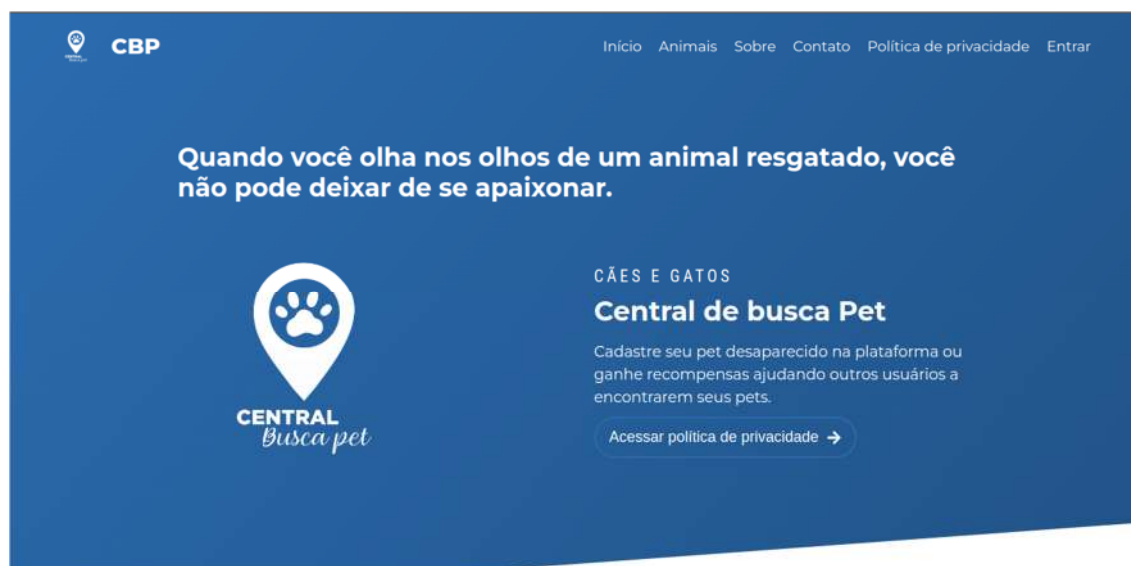 CBP
Início Animais Sobre Contato Política de privacidade Entrar
Quando você olha nos olhos de um animal resgatado, você
não pode deixar de se apaixonar.
CENTRAL
Busca pet
CÃES E GATOS
Central de busca Pet
Cadastre seu pet desaparecido na plataforma ou
ganhe recompensas ajudando outros usuários a
encontrarem seus pets.
Acessar política de privacidade →